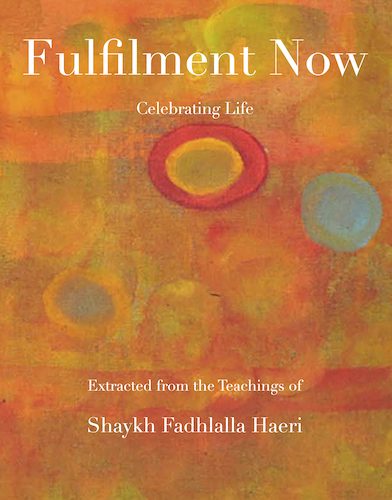 Fulfilment Now
Celebrating Life
Extracted from the Teachings of
Shaykh Fadhlalla Haeri